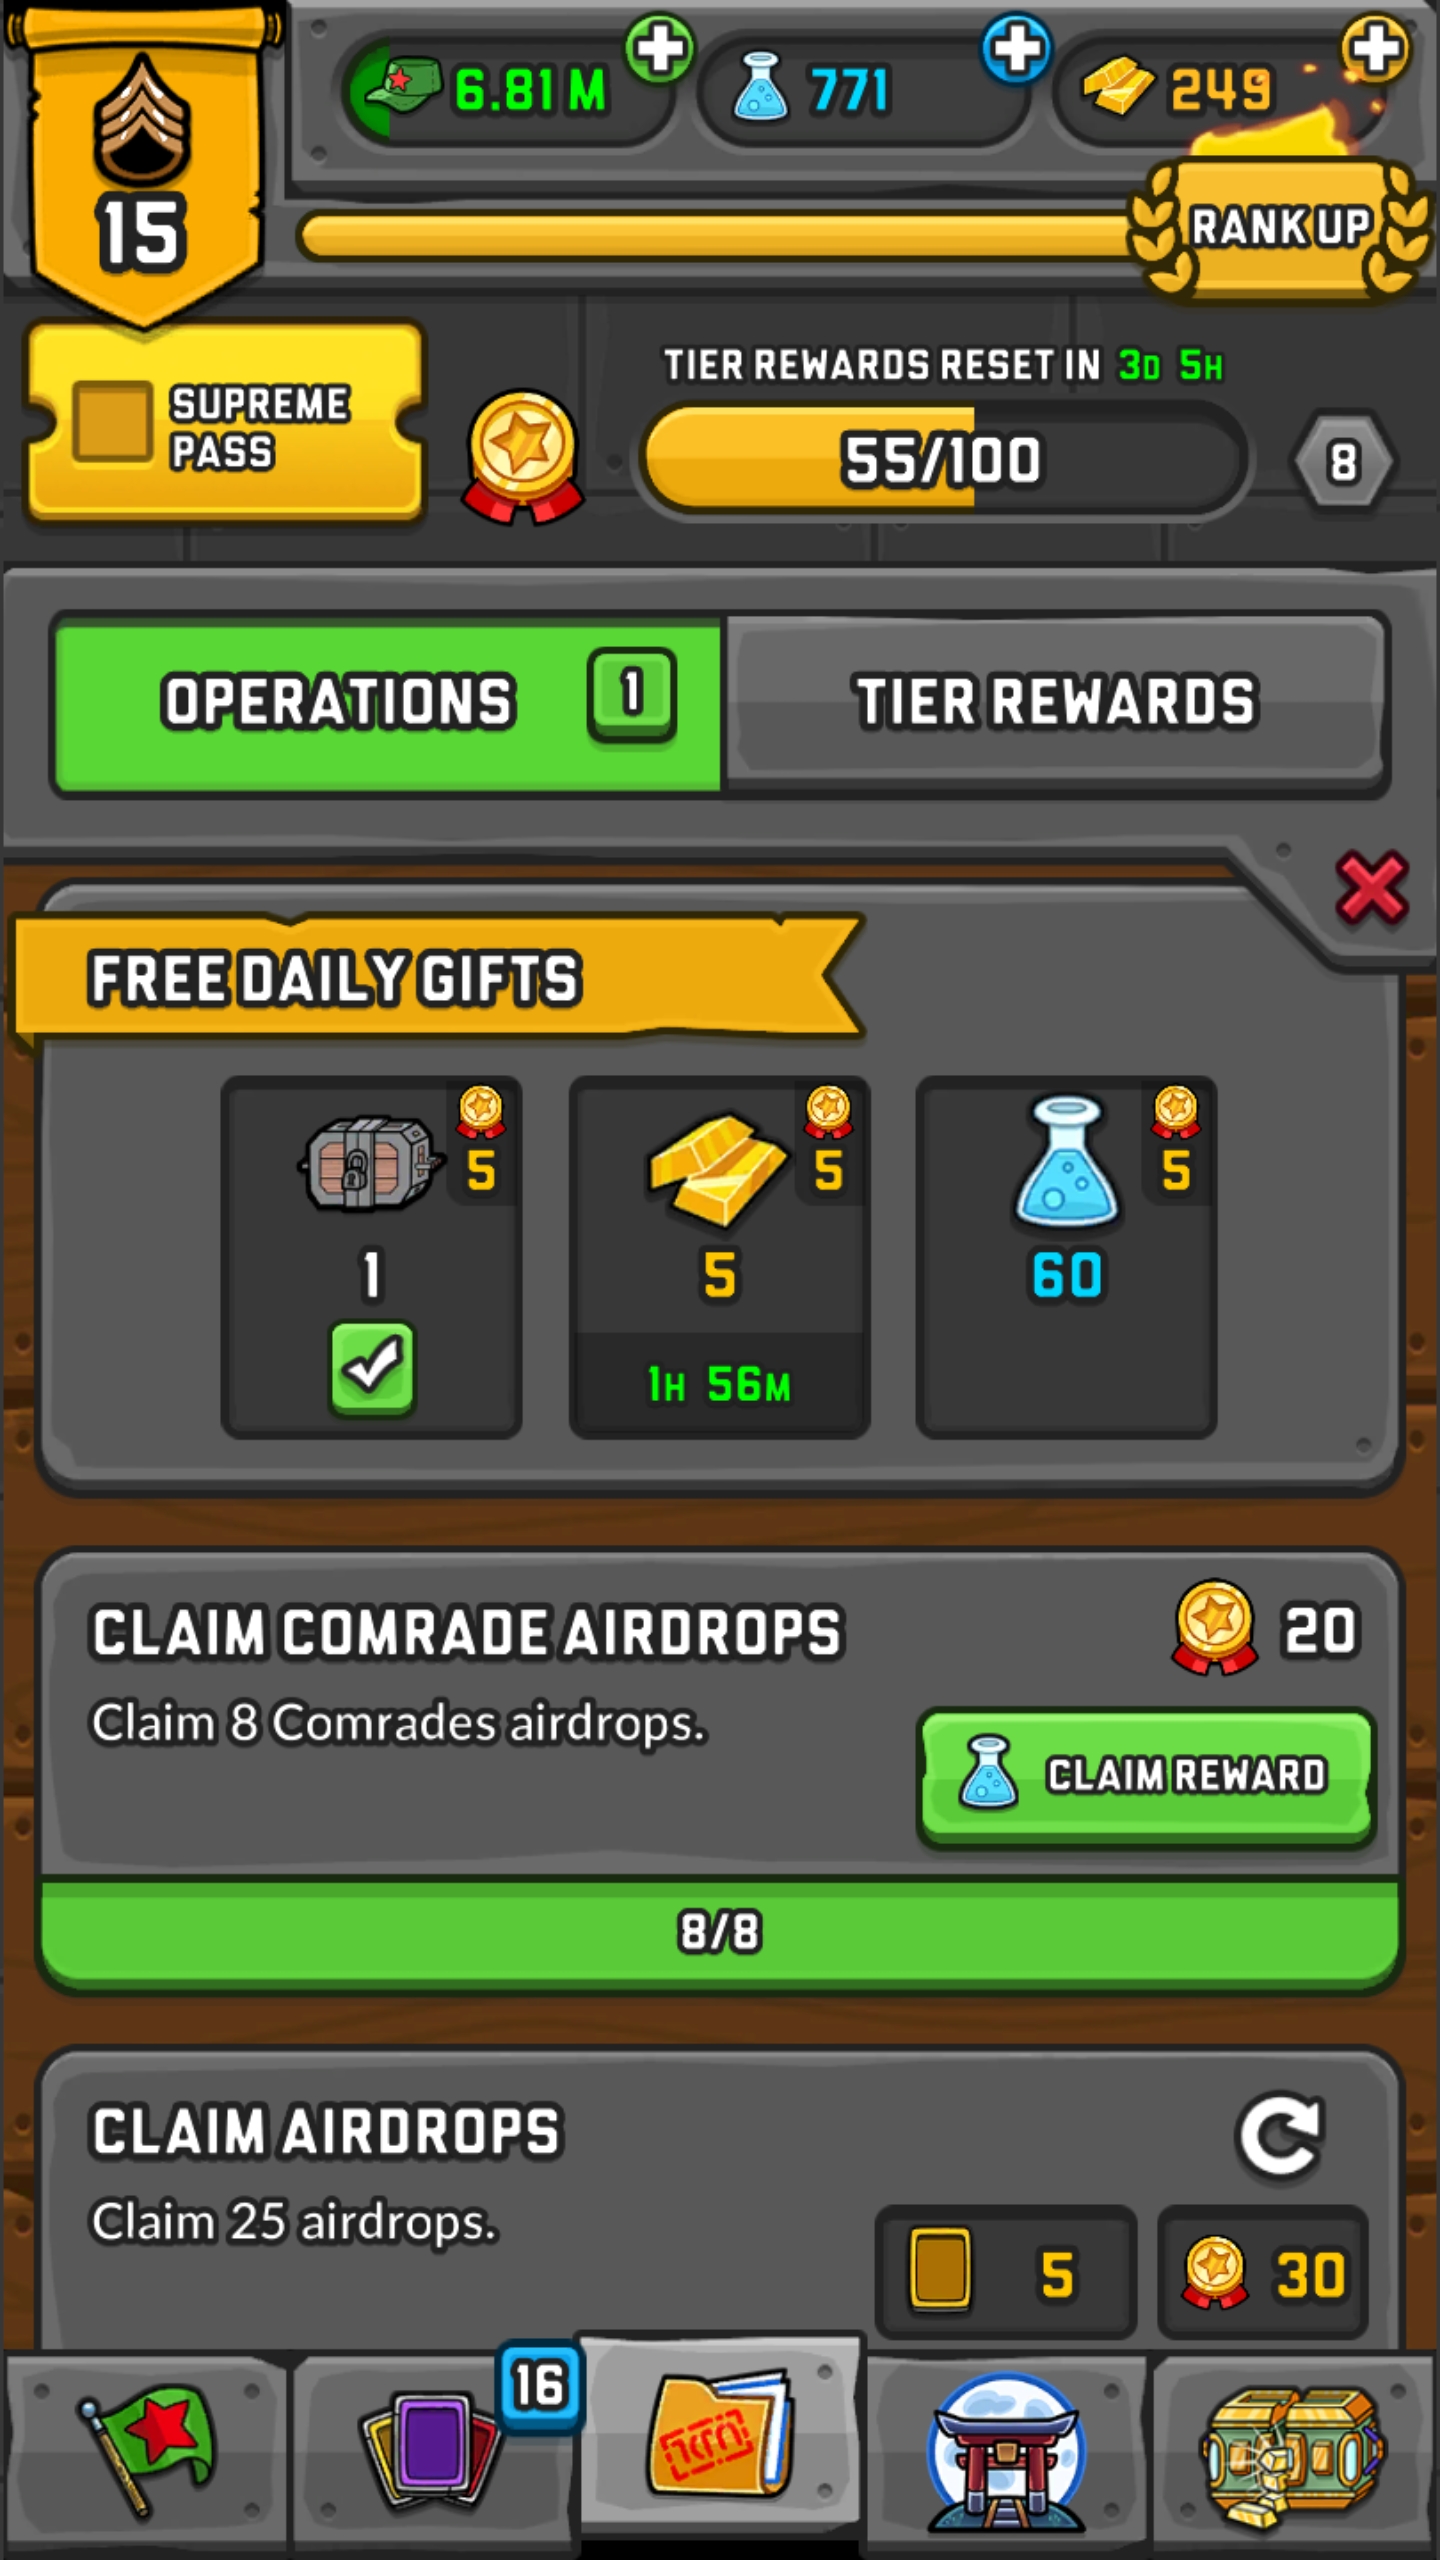 6.81 M
771
249
15
RANK UP
SUPREME
PASS
TIER REWARDS RESET IN 3D 5H
55/100
8
OPERATIONS
1
TIER REWARDS
FREE DAILY GIFTS
5
5
5
1
5
60
1H 56M
CLAIM COMRADE AIRDROPS
20
Claim 8 Comrades airdrops.
CLAIM REWARD
8/8
CLAIM AIRDROPS
Claim 25 airdrops.
5
30
16